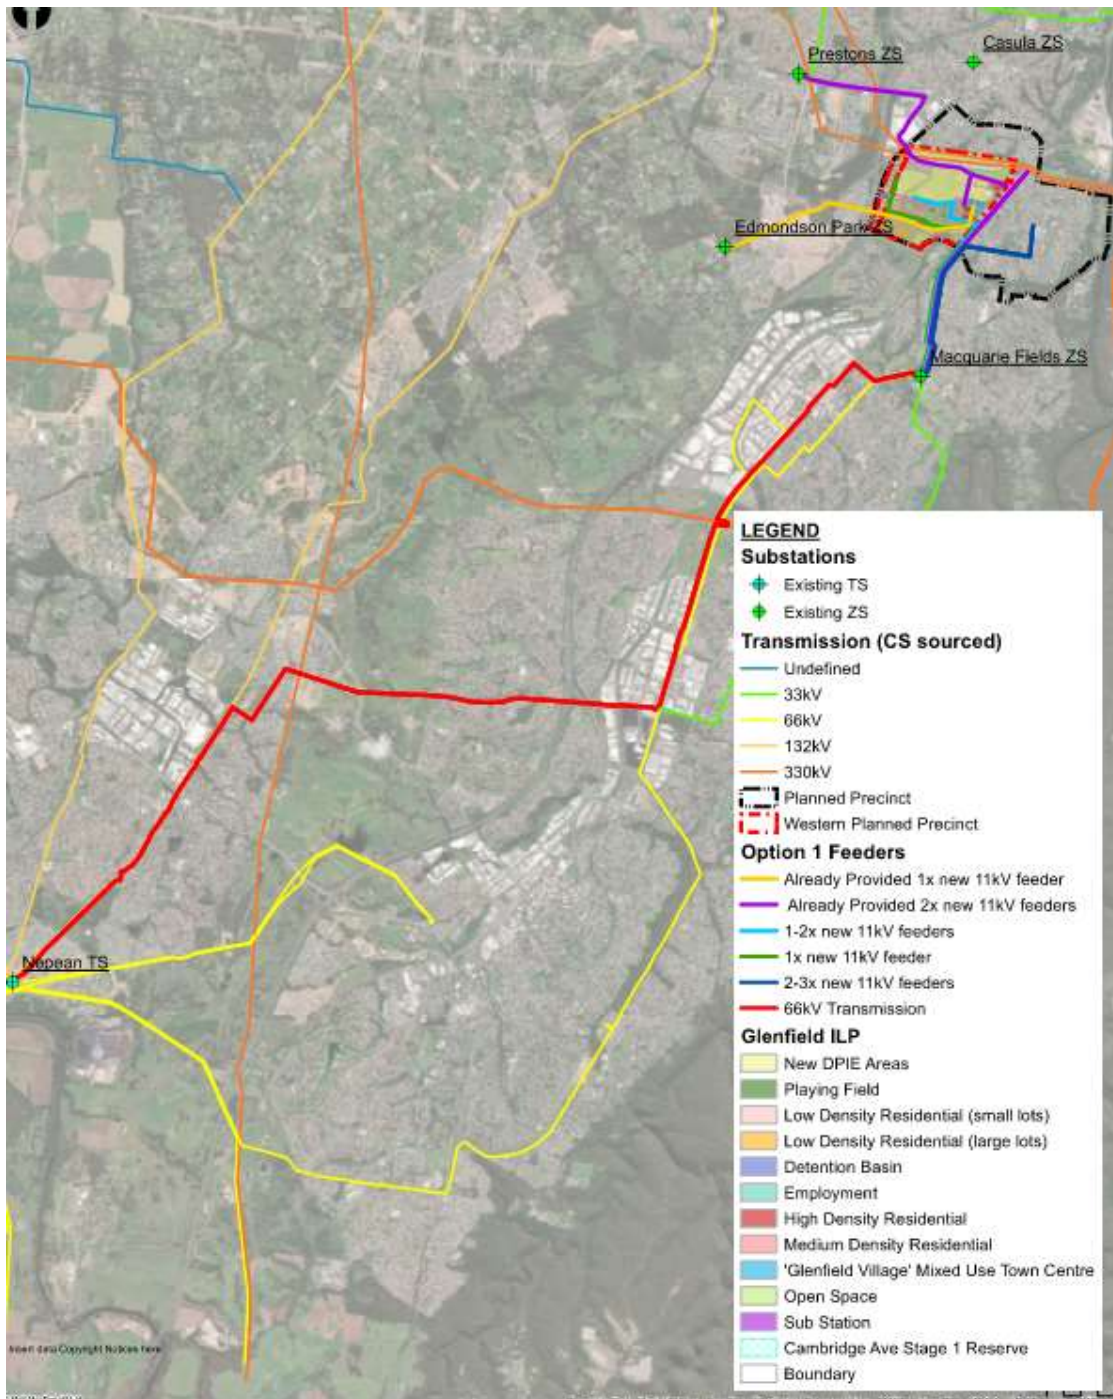 Prestons ZS
Casula ZS
Edmondson Park ZS
Macquarie Fields ZS
Nepean TS
LEGEND
Substations
Existing TS
Existing ZS
Transmission (CS sourced)
Undefined
33kV
66kV
132kV
330kV
Planned Precinct
Western Planned Precinct
Option 1 Feeders
Already Provided 1x new 11kV feeder
Already Provided 2x new 11kV feeders
1-2x new 11kV feeders
1x new 11kV feeder
2-3x new 11kV feeders
66kV Transmission
Glenfield ILP
New DPIE Areas
Playing Field
Low Density Residential (small lots)
Low Density Residential (large lots)
Detention Basin
Employment
High Density Residential
Medium Density Residential
'Glenfield Village' Mixed Use Town Centre
Open Space
Sub Station
Cambridge Ave Stage 1 Reserve
Boundary
Insert data Copyright Notices here